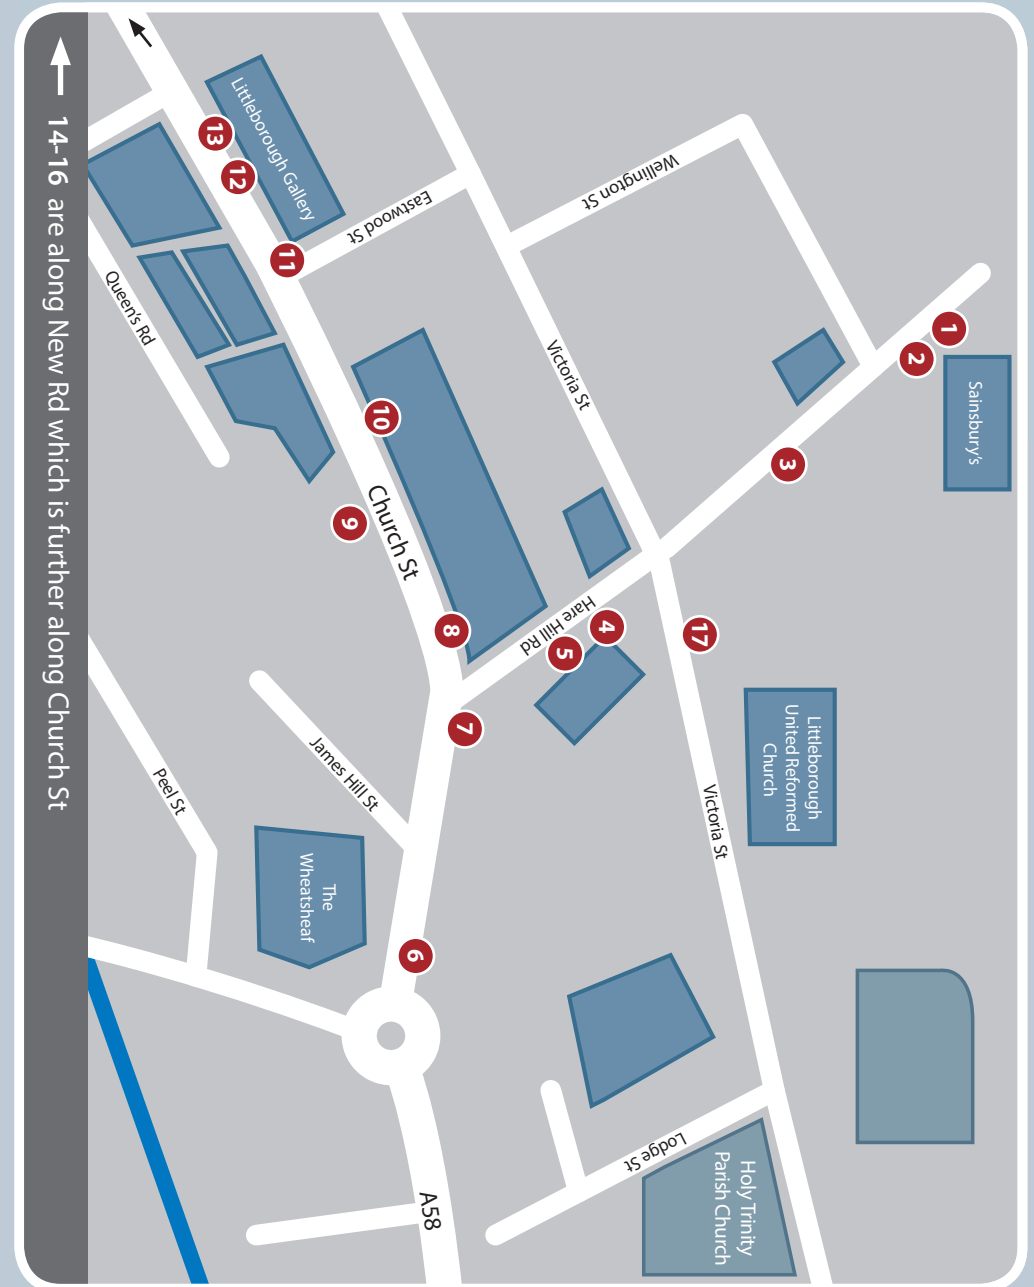 14-16 are along New Rd which is further along Church St
Littleborough Gallery
13
12
11
Eastwood St
Wellington St
Queen's Rd
Victoria St
1
2
Sainsbury's
3
10
Church St
9
8
Hare Hill Rd
4
5
17
7
Littleborough
United Reformed
Church
James Hill St
Peel St
Victoria St
The
Wheatsheaf
6
Lodge St
Holy Trinity
Parish Church
A58